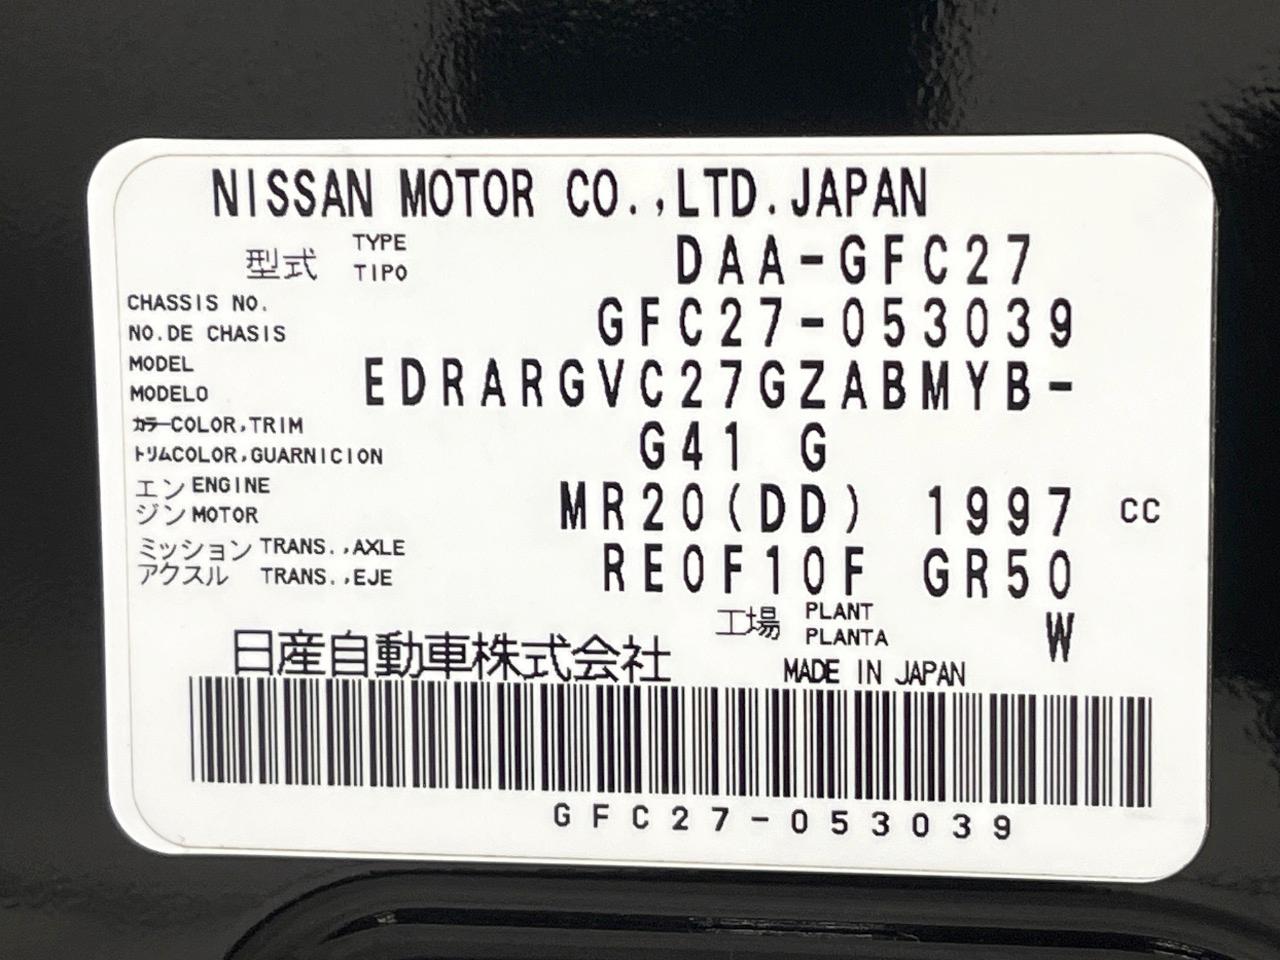 NISSAN MOTOR CO.,LTD.JAPAN
型式 TYPE TIPO DAA-GFC27
CHASSIS NO.
NO.DE CHASIS GFC27-053039
MODEL
MODELO EDRARGVC27GZABMYB-
カラーCOLOR,TRIM
トリムCOLOR,GUARNICION G41 G
エンジン ENGINE MOTOR MR20(DD) 1997 CC
ミッション TRANS.,AXLE
アクスル TRANS.,EJE RE0F10F GR50
工場 PLANT PLANTA W
日産自動車株式会社 MADE IN JAPAN
GFC27-053039